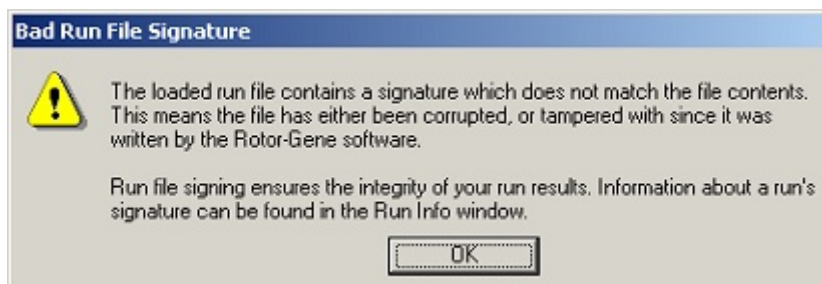 Bad Run File Signature
The loaded run file contains a signature which does not match the file contents.
This means the file has either been corrupted, or tampered with since it was
written by the Rotor-Gene software.
Run file signing ensures the integrity of your run results. Information about a run's
signature can be found in the Run Info window.
OK